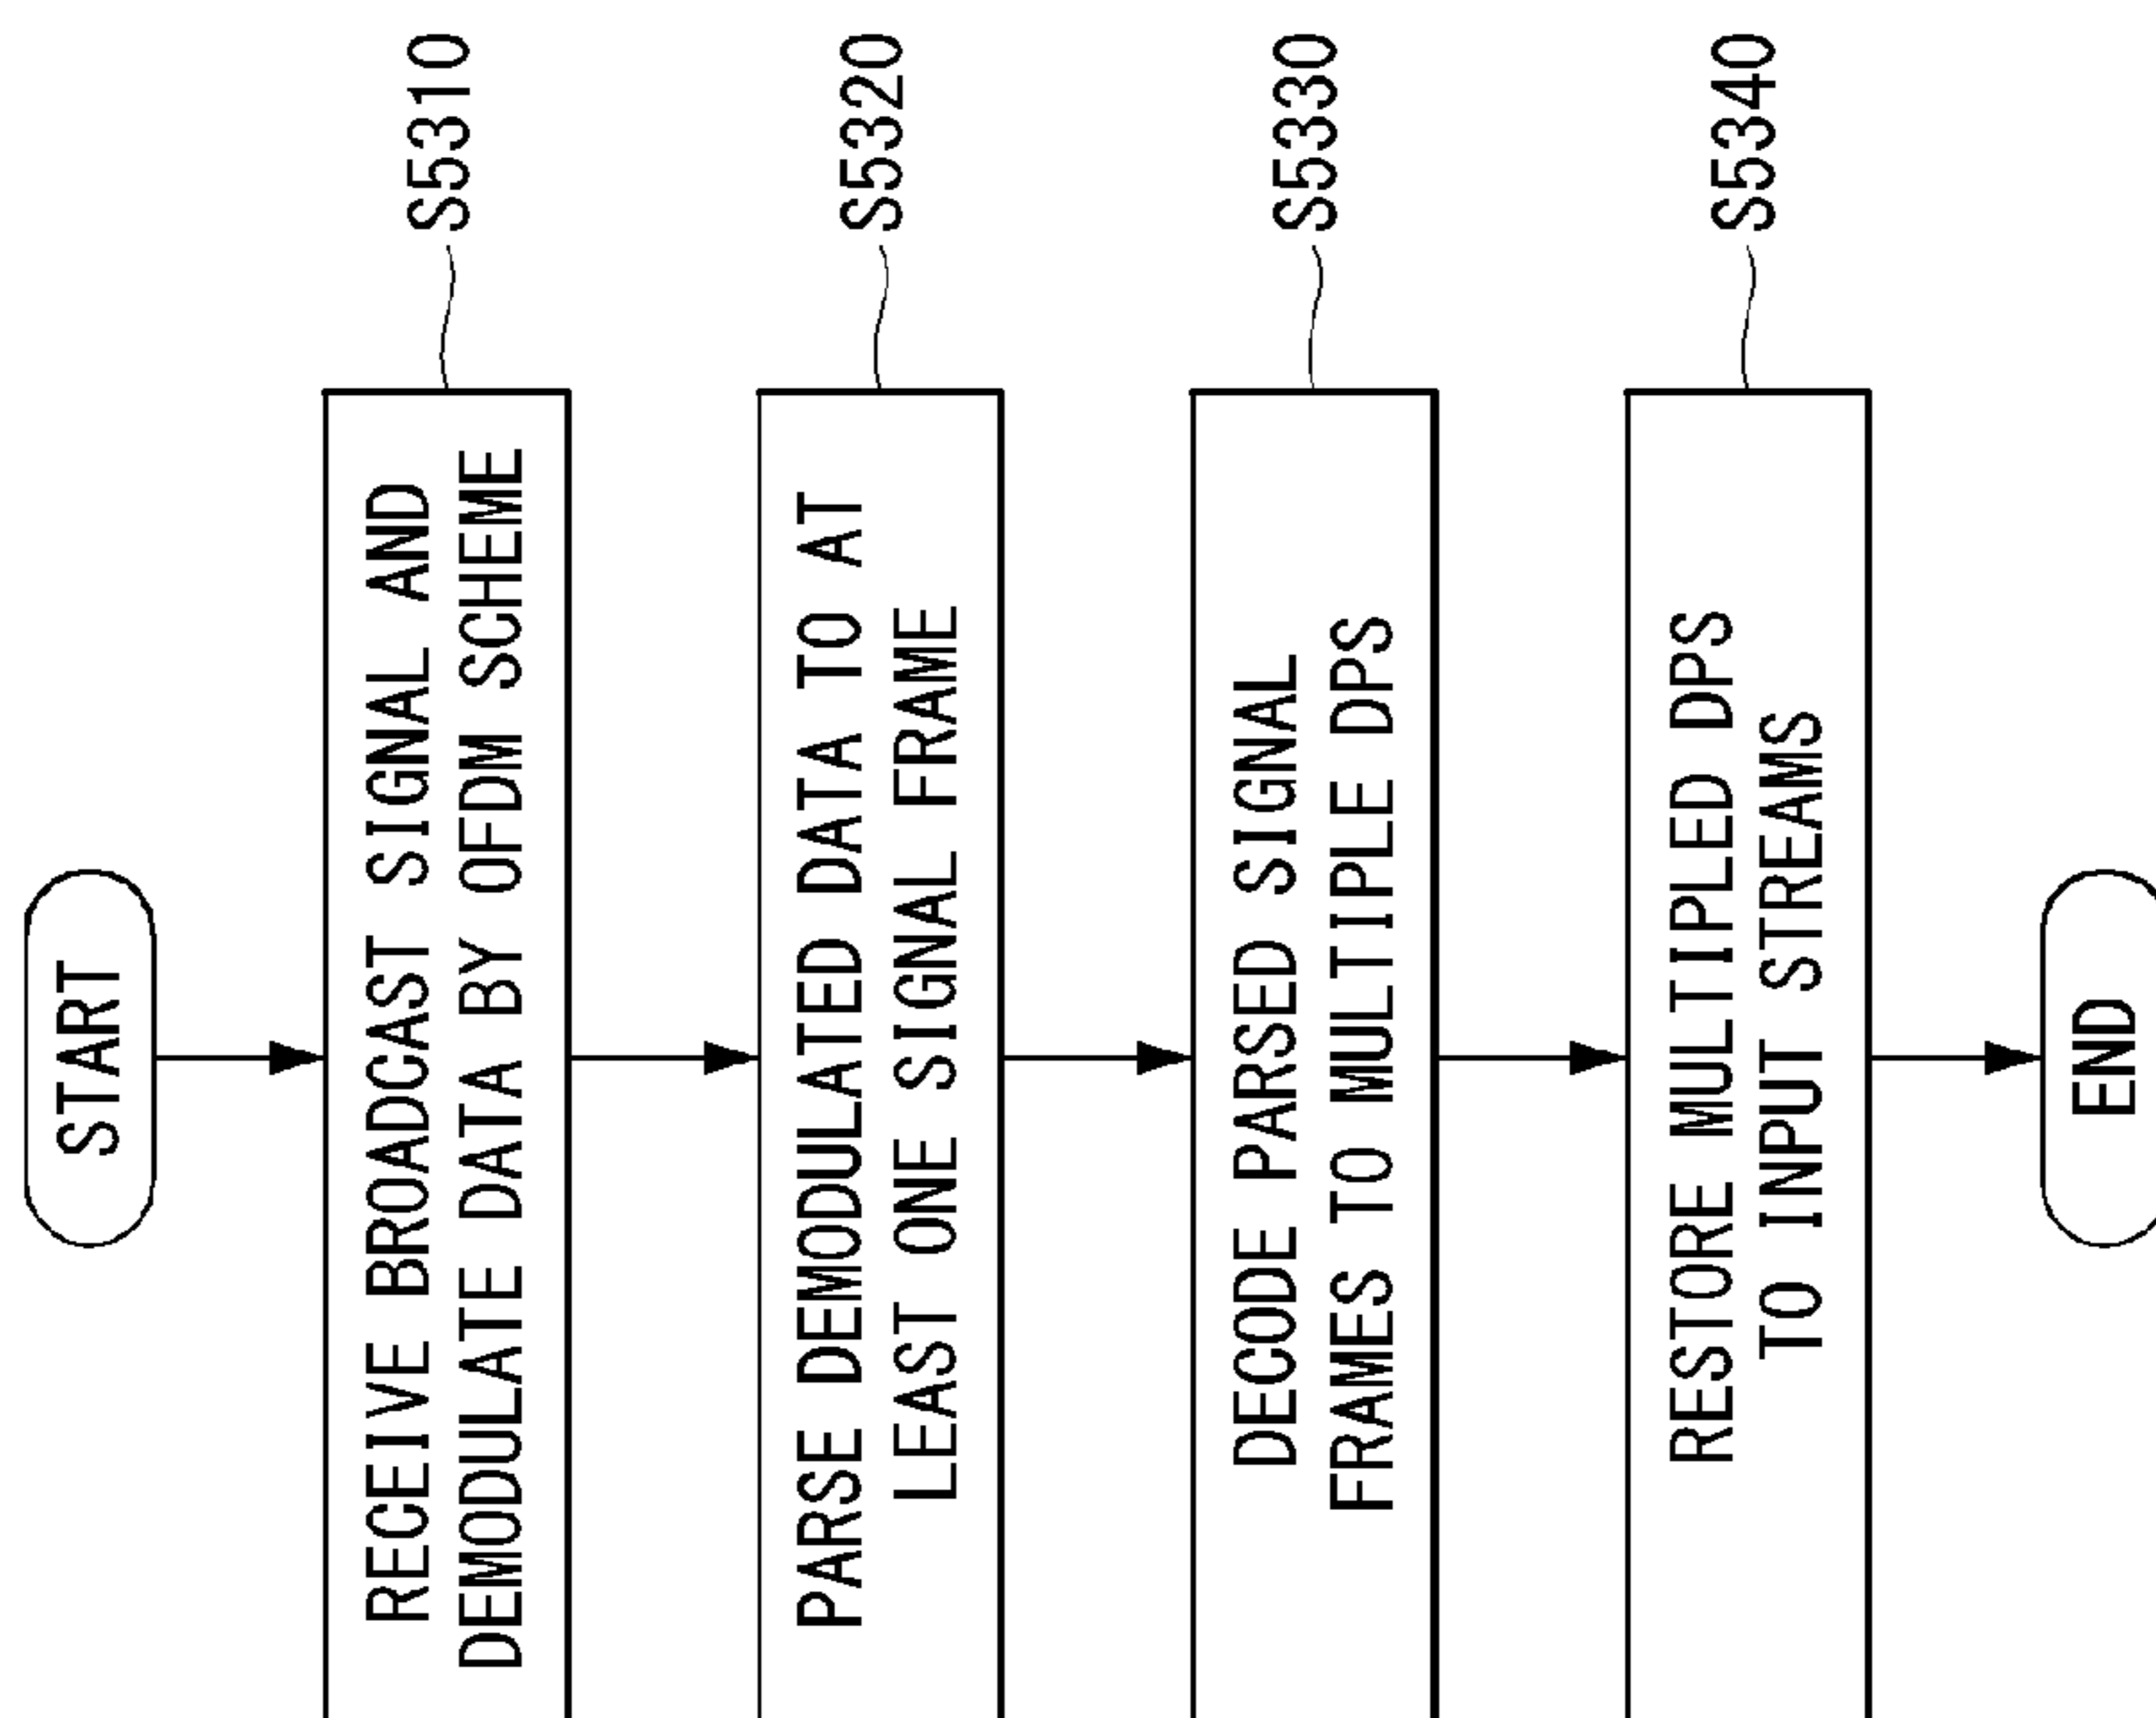 START
RECEIVE BROADCAST SIGNAL AND
DEMODULATE DATA BY OFDM SCHEME
S5310
PARSE DEMODULATED DATA TO AT
LEAST ONE SIGNAL FRAME
S5320
DECODE PARSED SIGNAL
FRAMES TO MULTIPLE DPS
S5330
RESTORE MULTIPLED DPS
TO INPUT STREAMS
S5340
END